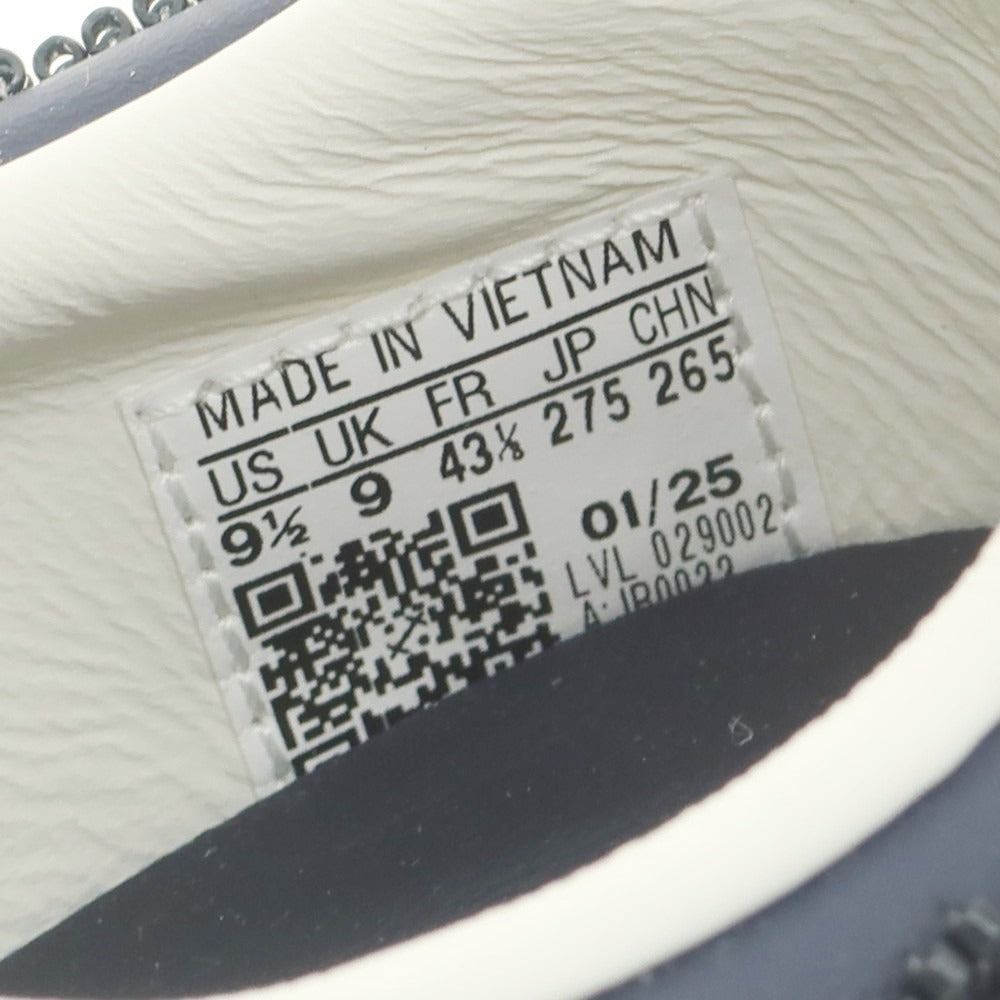 MADE IN VIETNAM
US UK FR JP CHN
9½ 9 43⅓ 275 265
01/25
LVL 029002